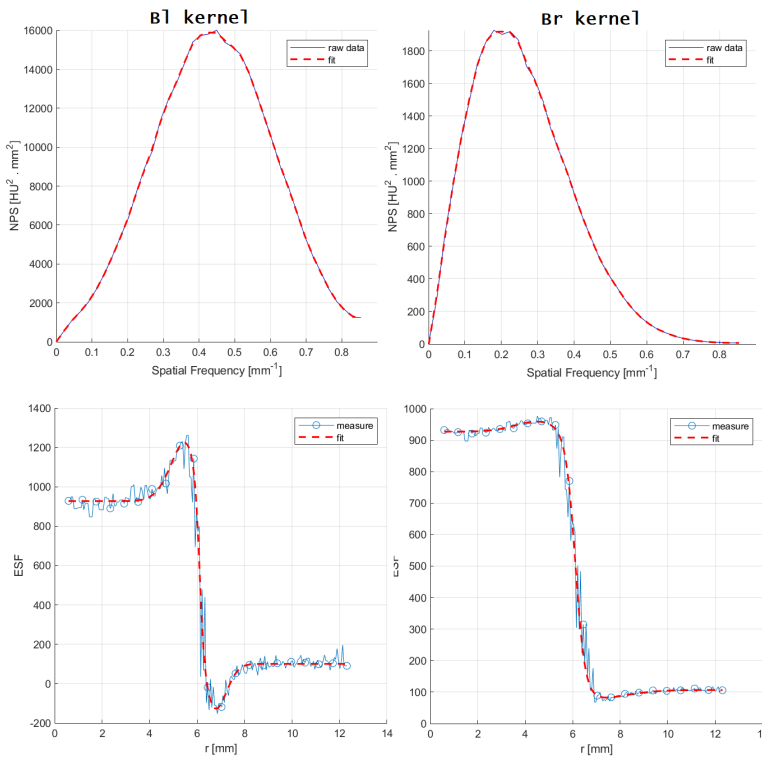 Bl kernel
16000
14000
12000
10000
8000
6000
4000
2000
0
NPS [HU² . mm²]
raw data
fit
0 0.1 0.2 0.3 0.4 0.5 0.6 0.7 0.8
Spatial Frequency [mm⁻¹]
Br kernel
1800
1600
1400
1200
1000
800
600
400
200
0
NPS [HU² . mm²]
raw data
fit
0 0.1 0.2 0.3 0.4 0.5 0.6 0.7 0.8
Spatial Frequency [mm⁻¹]
1400
1200
1000
800
600
400
200
0
-200
ESF
measure
fit
0 2 4 6 8 10 12 14
r [mm]
1000
900
800
700
600
500
400
300
200
100
0
ESF
measure
fit
0 2 4 6 8 10 12 14
r [mm]